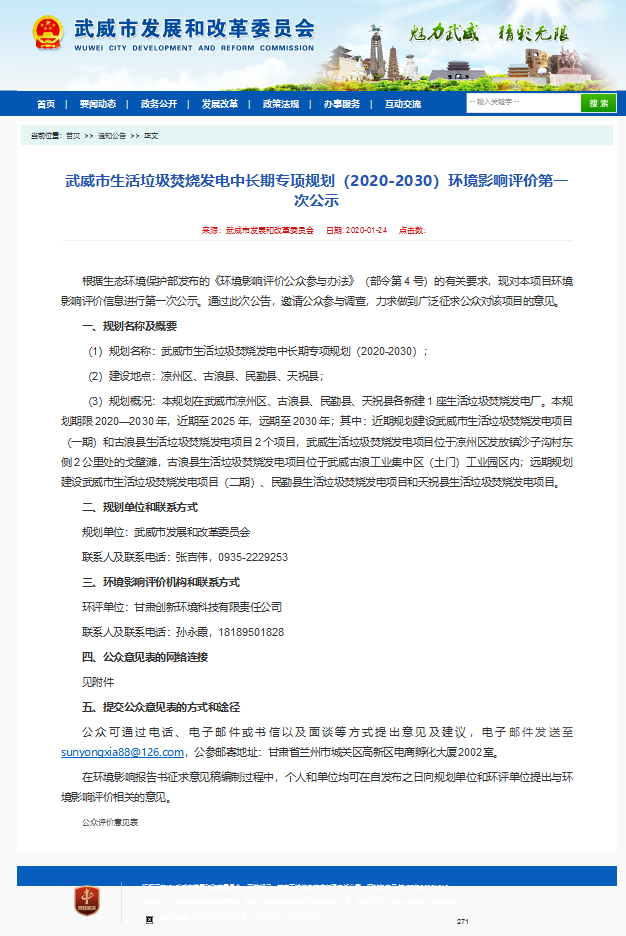 武威市发展和改革委员会
WUWEI CITY DEVELOPMENT AND REFORM COMMISSION
魅力武威 精彩无限
首页 | 要闻动态 | 政务公开 | 发展改革 | 政策法规 | 办事服务 | 互动交流
-- 输入关键字 --
搜 索
当前位置：首页 >> 通知公告 >> 正文
武威市生活垃圾焚烧发电中长期专项规划（2020-2030）环境影响评价第一
次公示
来源：武威市发展和改革委员会 日期: 2020-01-24 点击数：
根据生态环境保护部发布的《环境影响评价公众参与办法》（部令第 4 号）的有关要求，现对本项目环境
影响评价信息进行第一次公示。通过此次公告，邀请公众参与调查，力求做到广泛征求公众对该项目的意见。
一、规划名称及概要
（1）规划名称：武威市生活垃圾焚烧发电中长期专项规划（2020-2030）；
（2）建设地点：凉州区、古浪县、民勤县、天祝县；
（3）规划概况：本规划在武威市凉州区、古浪县、民勤县、天祝县各新建 1 座生活垃圾焚烧发电厂。本规
划期限 2020—2030 年，近期至 2025 年，远期至 2030 年；其中：近期规划建设武威市生活垃圾焚烧发电项目
（一期）和古浪县生活垃圾焚烧发电项目 2 个项目，武威生活垃圾焚烧发电项目位于凉州区发放镇沙子沟村东
侧 2 公里处的戈壁滩，古浪县生活垃圾焚烧发电项目位于武威古浪工业集中区（土门）工业园区内；远期规划
建设武威市生活垃圾焚烧发电项目（二期）、民勤县生活垃圾焚烧发电项目和天祝县生活垃圾焚烧发电项目。
二、规划单位和联系方式
规划单位：武威市发展和改革委员会
联系人及联系电话：张吉伟，0935-2229253
三、环境影响评价机构和联系方式
环评单位：甘肃创新环境科技有限责任公司
联系人及联系电话：孙永霞，18189501828
四、公众意见表的网络连接
见附件
五、提交公众意见表的方式和途径
公众可通过电话、电子邮件或书信以及面谈等方式提出意见及建议，电子邮件发送至
sunyongxia88@126.com，公参邮寄地址：甘肃省兰州市城关区高新区电商孵化大厦2002室。
在环境影响报告书征求意见稿编制过程中，个人和单位均可在自发布之日向规划单位和环评单位提出与环
境影响评价相关的意见。
公众评价意见表
271